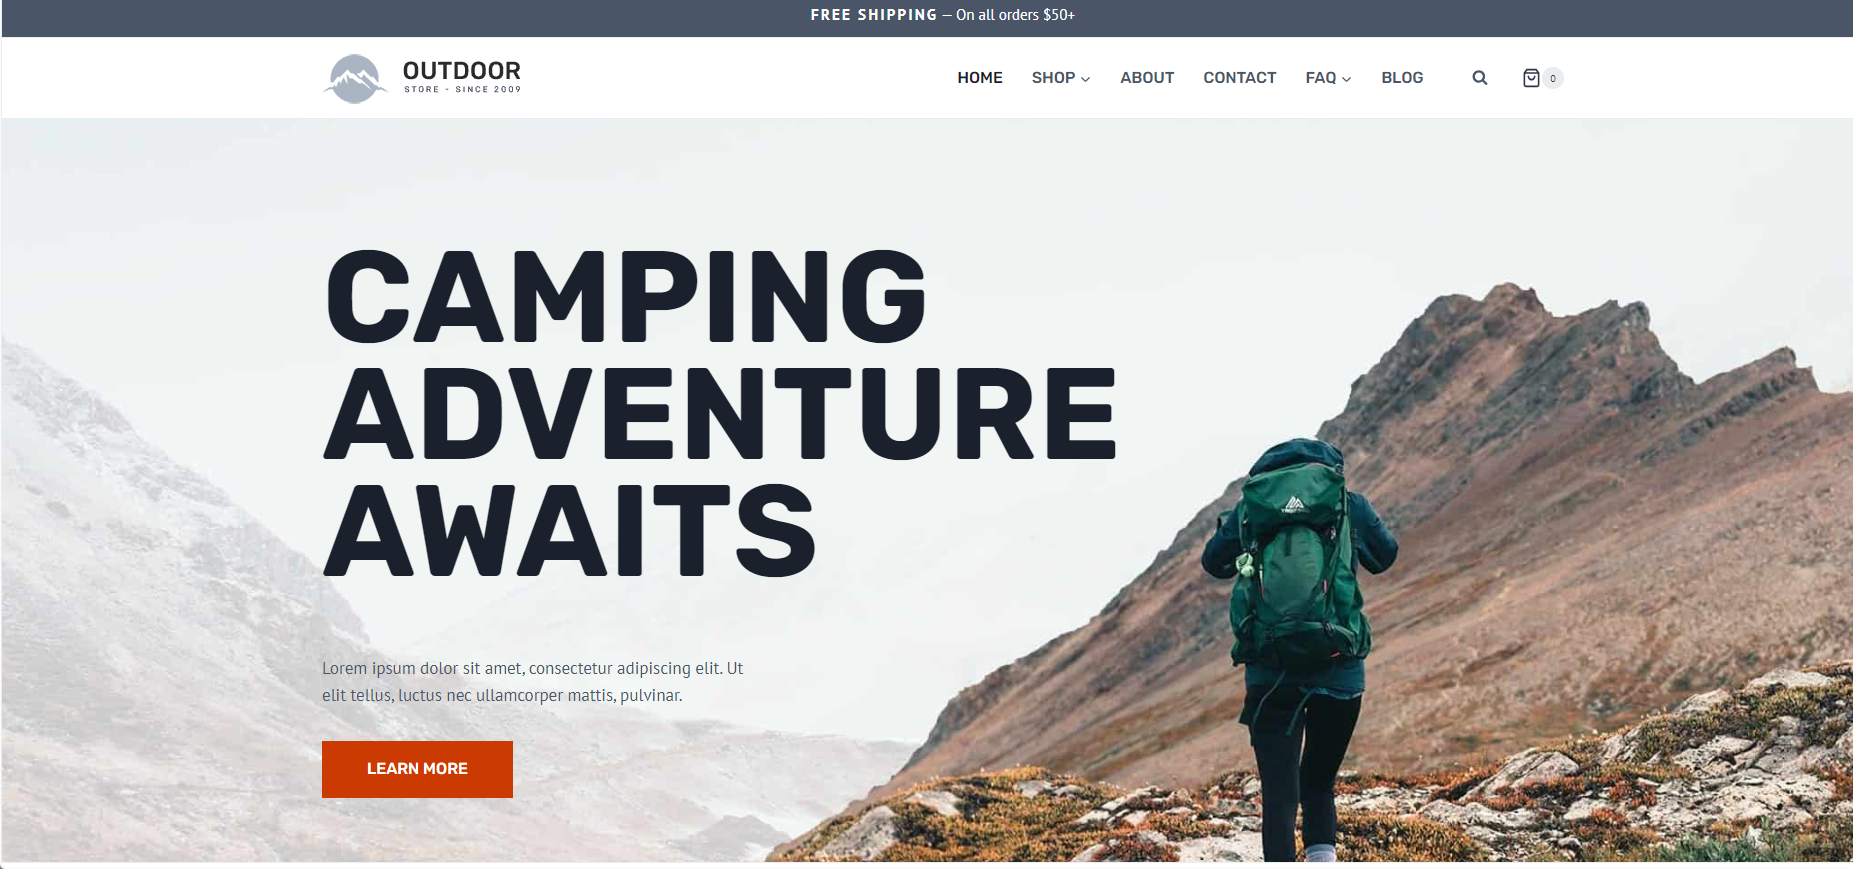 FREE SHIPPING — On all orders $50+
OUTDOOR
STORE - SINCE 2009
HOME SHOP ABOUT CONTACT FAQ BLOG 0
CAMPING
ADVENTURE
AWAITS
Lorem ipsum dolor sit amet, consectetur adipiscing elit. Ut
elit tellus, luctus nec ullamcorper mattis, pulvinar.
LEARN MORE